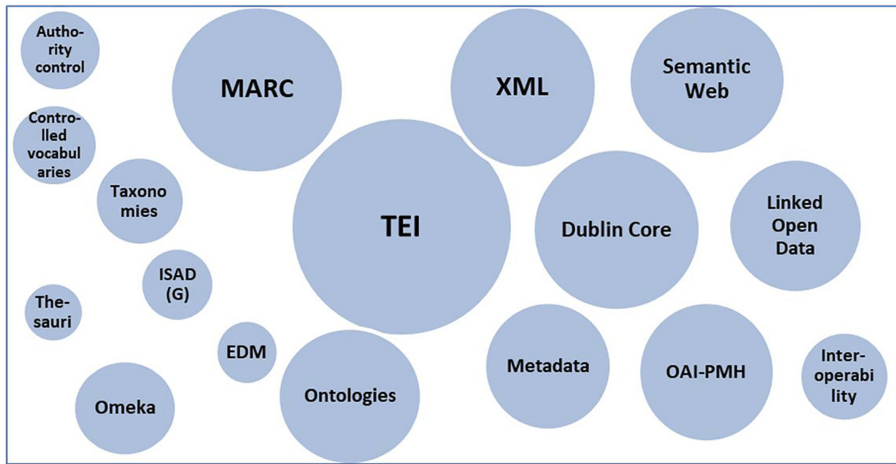 Autho-
rity
control
MARC
XML
Semantic
Web
Contro-
lled
vocabul
aries
Taxono
mies
TEI
Dublin Core
Linked
Open
Data
ISAD
(G)
The-
sauri
EDM
Metadata
OAI-PMH
Inter-
operabi
lity
Omeka
Ontologies